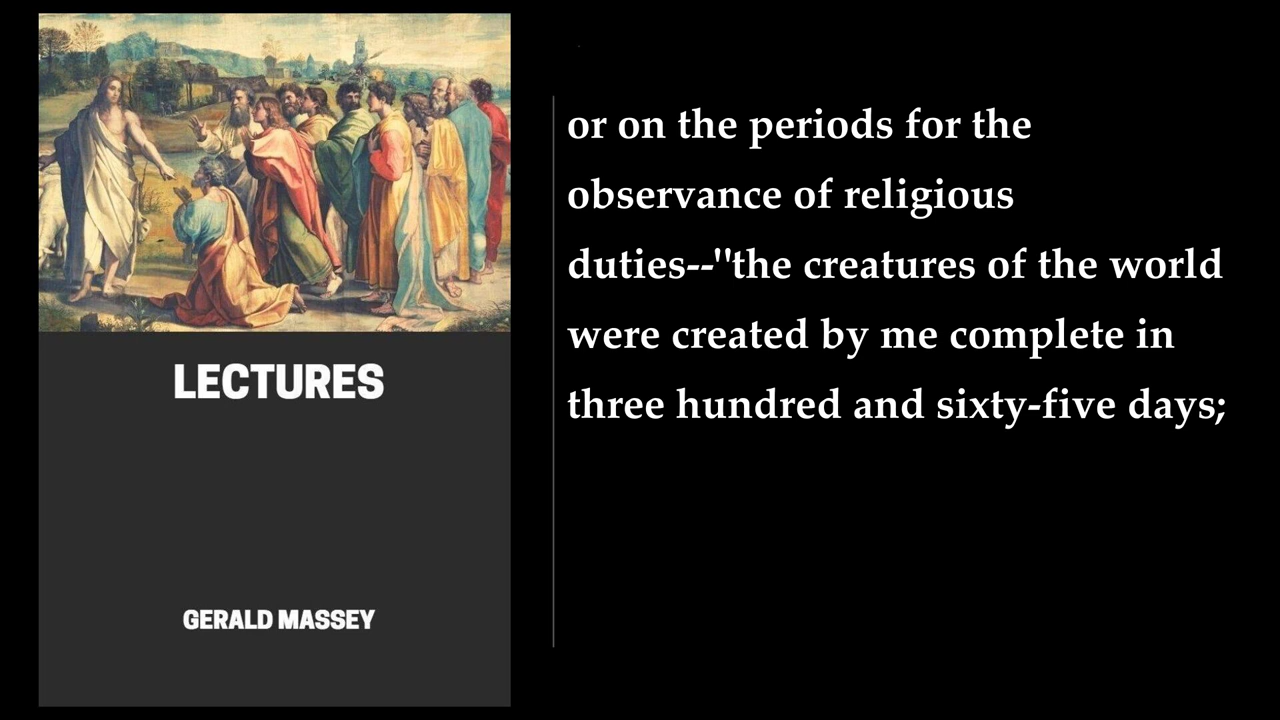 LECTURES
GERALD MASSEY
or on the periods for the
observance of religious
duties--"the creatures of the world
were created by me complete in
three hundred and sixty-five days;